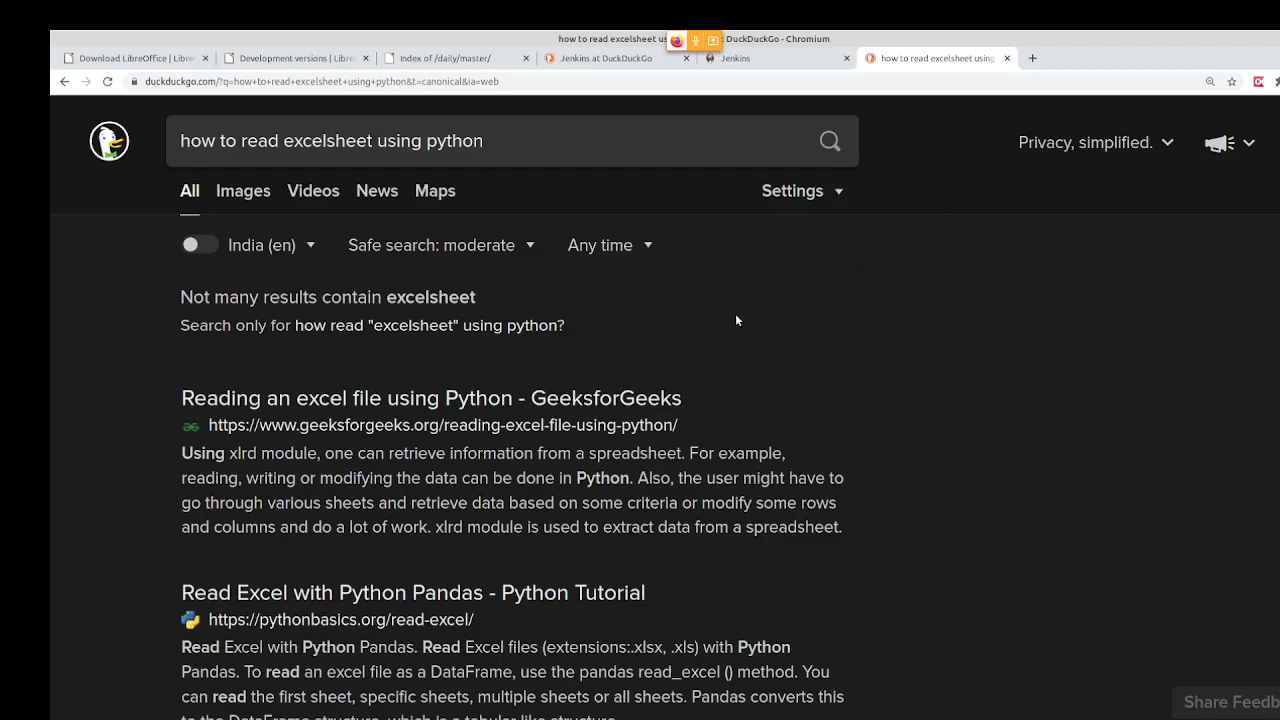 how to read excelsheet us DuckDuckGo - Chromium
Download LibreOffice | Libre
Development versions | Libre
Index of /daily/master/
Jenkins at DuckDuckGo
Jenkins
how to read excelsheet using
duckduckgo.com/?q=how+to+read+excelsheet+using+python&t=canonical&ia=web
how to read excelsheet using python
Privacy, simplified.
All Images Videos News Maps Settings
India (en) Safe search: moderate Any time
Not many results contain excelsheet
Search only for how read "excelsheet" using python?
Reading an excel file using Python - GeeksforGeeks
https://www.geeksforgeeks.org/reading-excel-file-using-python/
Using xlrd module, one can retrieve information from a spreadsheet. For example,
reading, writing or modifying the data can be done in Python. Also, the user might have to
go through various sheets and retrieve data based on some criteria or modify some rows
and columns and do a lot of work. xlrd module is used to extract data from a spreadsheet.
Read Excel with Python Pandas - Python Tutorial
https://pythonbasics.org/read-excel/
Read Excel with Python Pandas. Read Excel files (extensions:.xlsx, .xls) with Python
Pandas. To read an excel file as a DataFrame, use the pandas read_excel () method. You
can read the first sheet, specific sheets, multiple sheets or all sheets. Pandas converts this
to the DataFrame structure, which is a tabular like structure.
Share Feedb